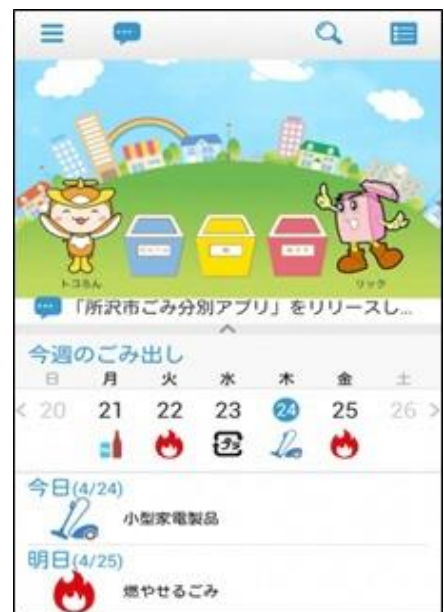 トコろん
リック
「所沢市ごみ分別アプリ」をリリースし...
今週のごみ出し
日 月 火 水 木 金 土
< 20 21 22 23 24 25 26 >
プラ
今日(4/24)
小型家電製品
明日(4/25)
燃やせるごみ